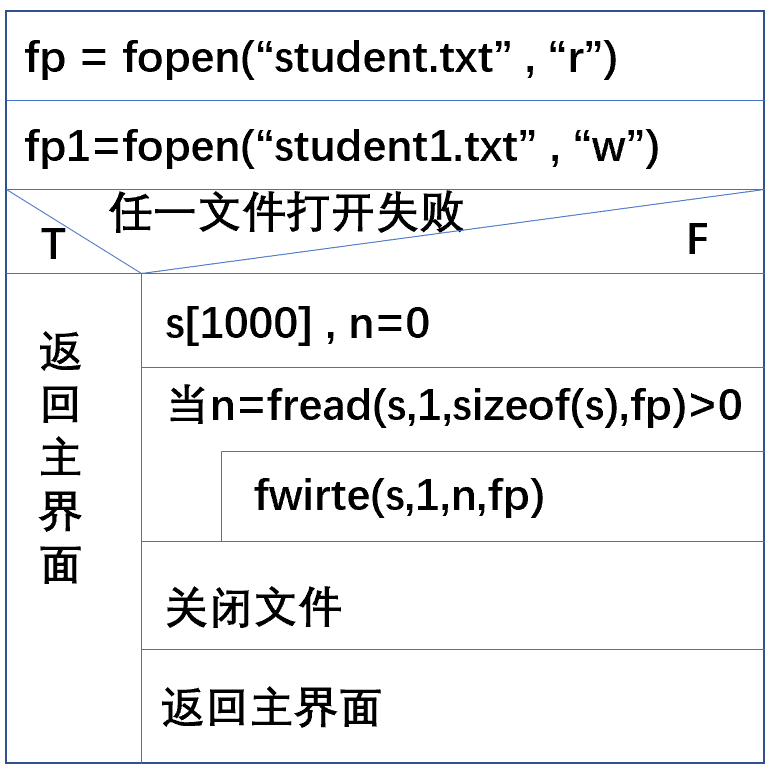 fp = fopen(“student.txt” , “r”)
fp1=fopen(“student1.txt” , “w”)
任一文件打开失败
T
F
返回主界面
s[1000] , n=0
当n=fread(s,1,sizeof(s),fp)>0
fwirte(s,1,n,fp)
关闭文件
返回主界面